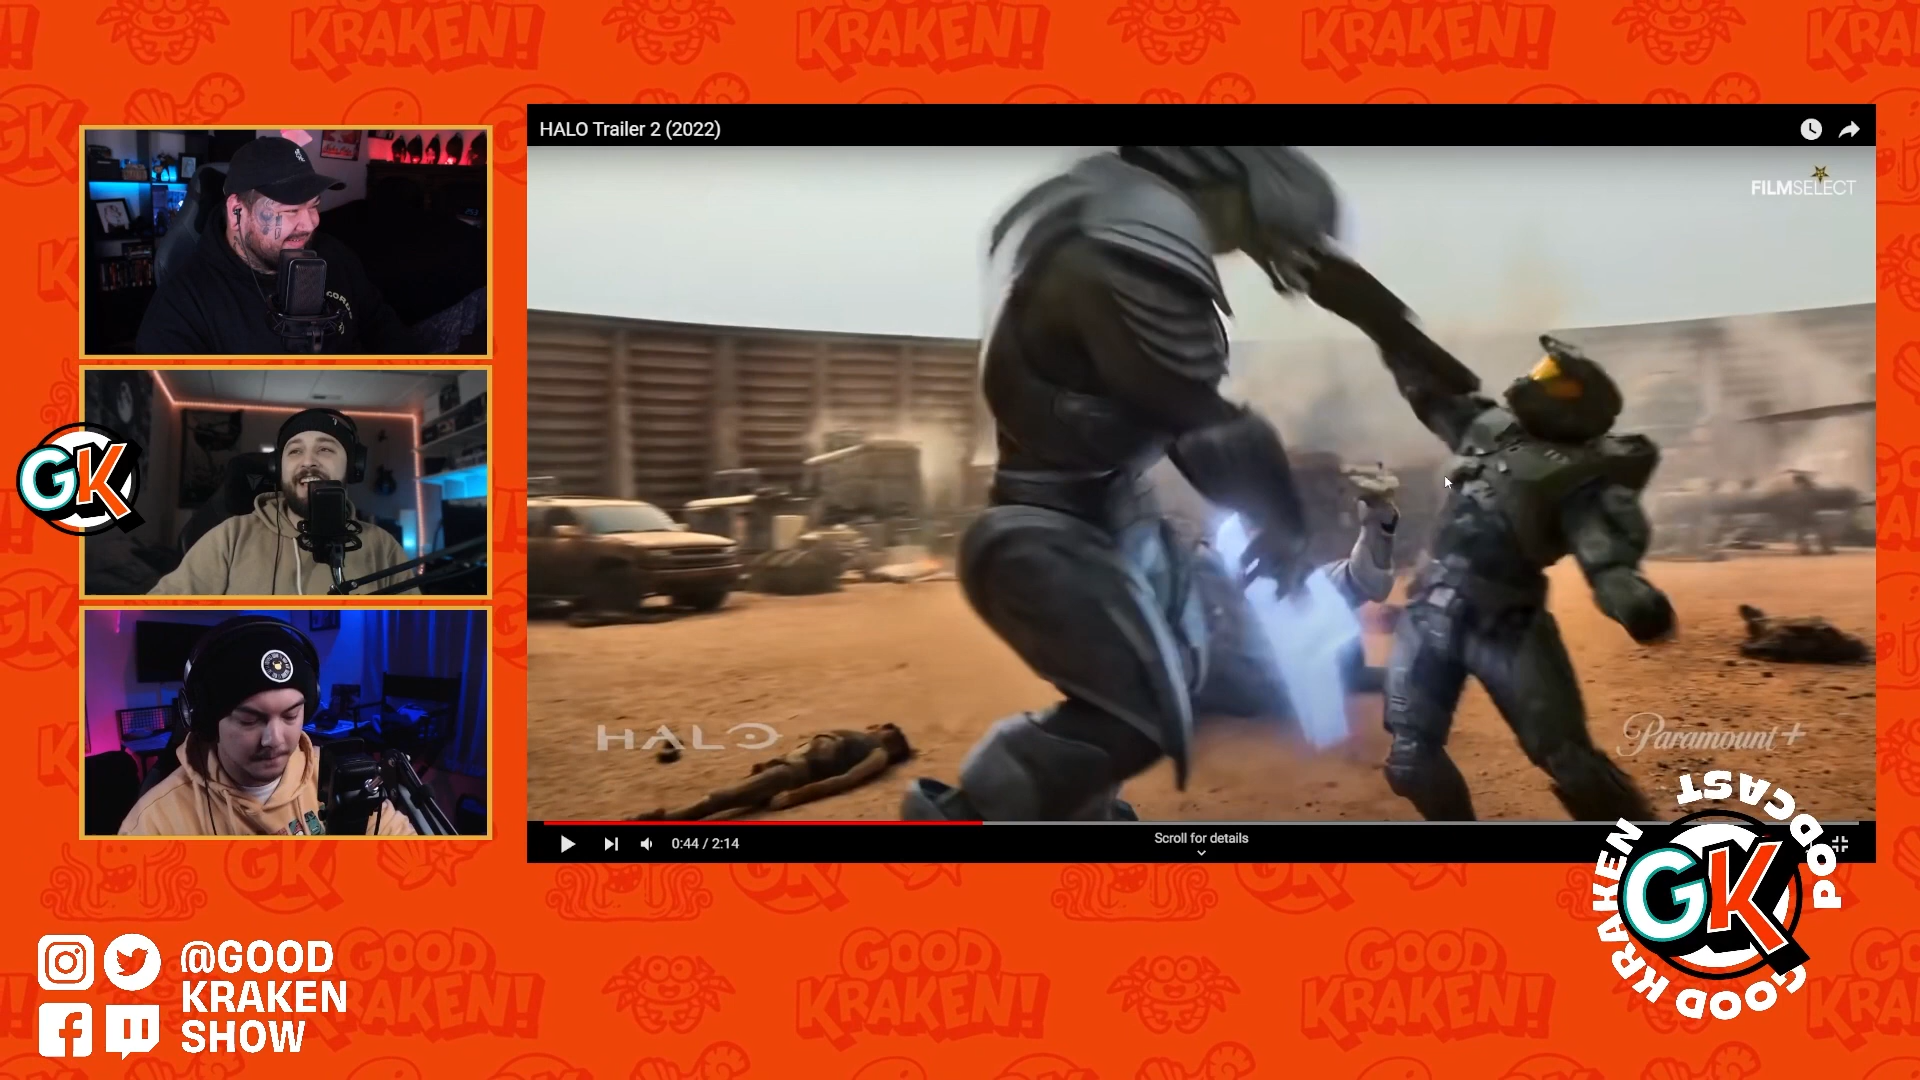 HALO Trailer 2 (2022)
FILMSELECT
HALO
Paramount+
0:44 / 2:14
Scroll for details
GK
GOOD KRAKEN PODCAST
GK
@GOOD
KRAKEN
SHOW
GOOD
KRAKEN!